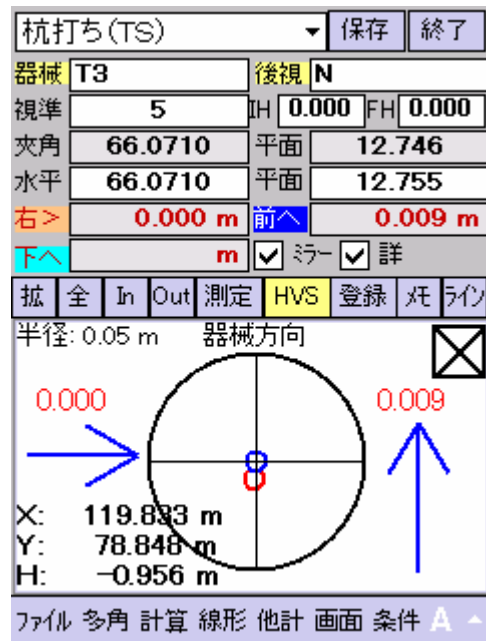 杭打ち(TS) 保存 終了
器械 T3 後視 N
視準 5 IH 0.000 FH 0.000
夾角 66.0710 平面 12.746
水平 66.0710 平面 12.755
右> 0.000 m 前へ 0.009 m
下へ m ミラー 詳
拡 全 In Out 測定 HVS 登録 メモ ライン
半径: 0.05 m 器械方向
0.000 0.009
X: 119.833 m
Y: 78.848 m
H: -0.956 m
ファイル 多角 計算 線形 他計 画面 条件 A